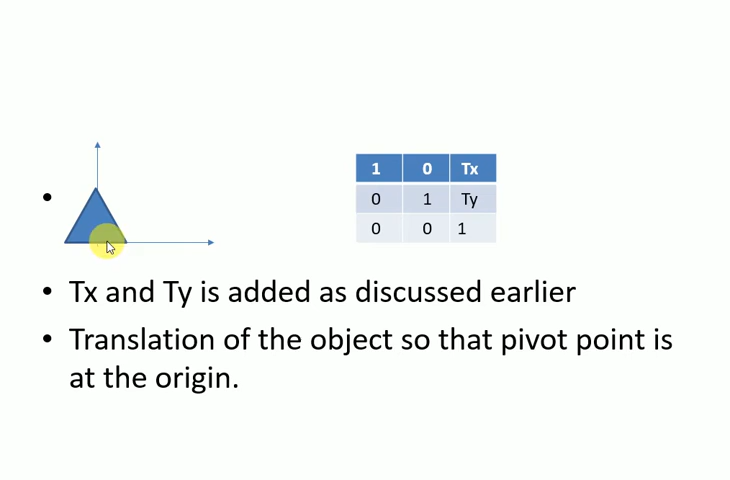 1 0 Tx
0 1 Ty
0 0 1
• Tx and Ty is added as discussed earlier
• Translation of the object so that pivot point is
at the origin.